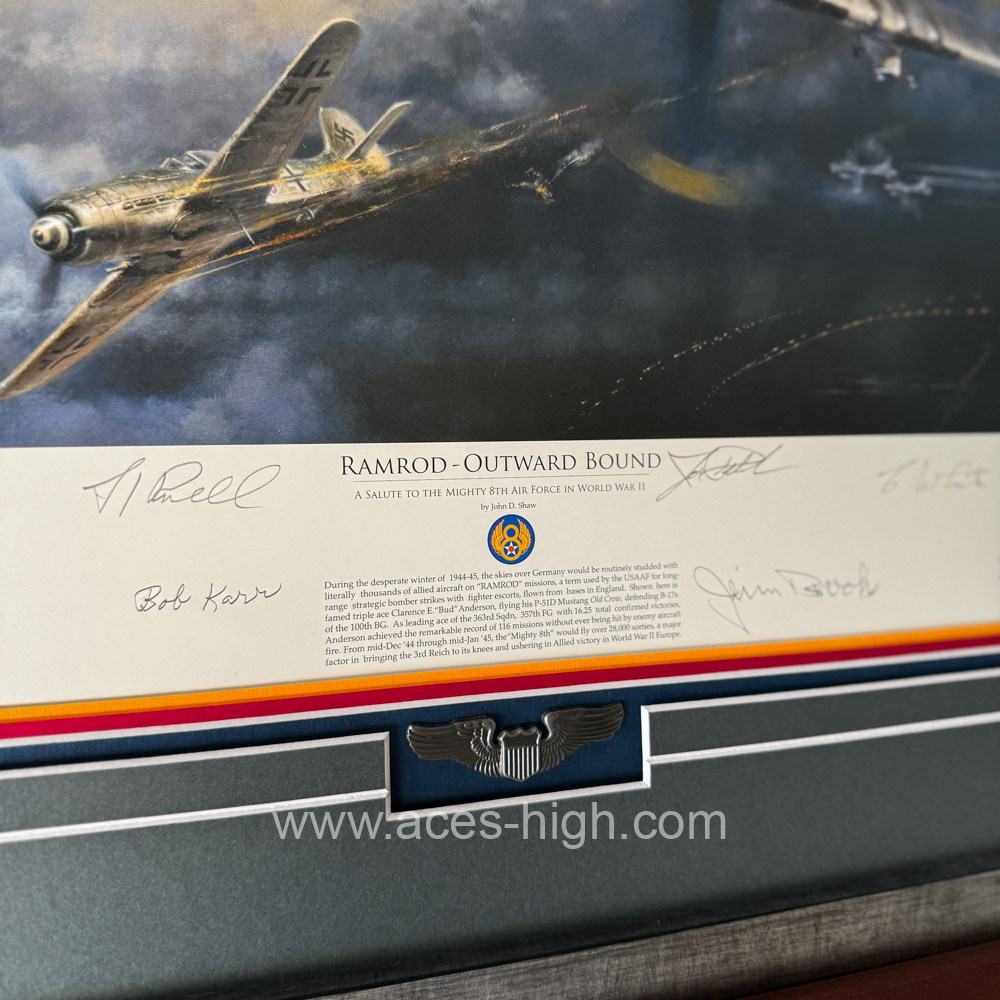 RAMROD - OUTWARD BOUND
A SALUTE TO THE MIGHTY 8TH AIR FORCE IN WORLD WAR II
by John D. Shaw
Bob Karr
Jim Brook
During the desperate winter of 1944-45, the skies over Germany would be routinely studded with
literally thousands of allied aircraft on "RAMROD" missions, a term used by the USAAF for long-
range strategic bomber strikes with fighter escorts, flown from bases in England. Shown here is
famed triple ace Clarence E. "Bud" Anderson, flying his P-51D Mustang Old Crow, defending B-17s
of the 100th BG. As leading ace of the 363rd Sqdn, 357th FG with 16.25 total confirmed victories,
Anderson achieved the remarkable record of 116 missions without ever being hit by enemy aircraft
fire. From mid-Dec '44 through mid-Jan '45, the "Mighty 8th" would fly over 28,000 sorties, a major
factor in bringing the 3rd Reich to its knees and ushering in Allied victory in World War II Europe.
www.aces-high.com